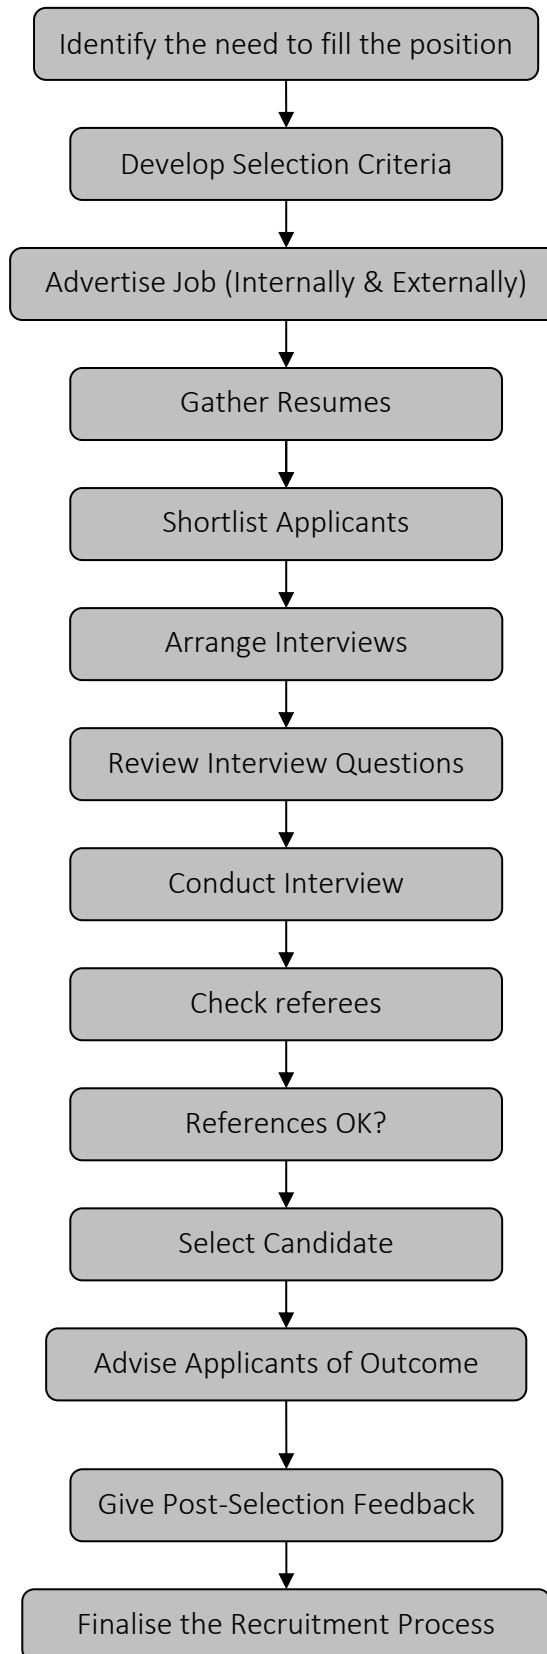 Identify the need to fill the position
Develop Selection Criteria
Advertise Job (Internally & Externally)
Gather Resumes
Shortlist Applicants
Arrange Interviews
Review Interview Questions
Conduct Interview
Check referees
References OK?
Select Candidate
Advise Applicants of Outcome
Give Post-Selection Feedback
Finalise the Recruitment Process